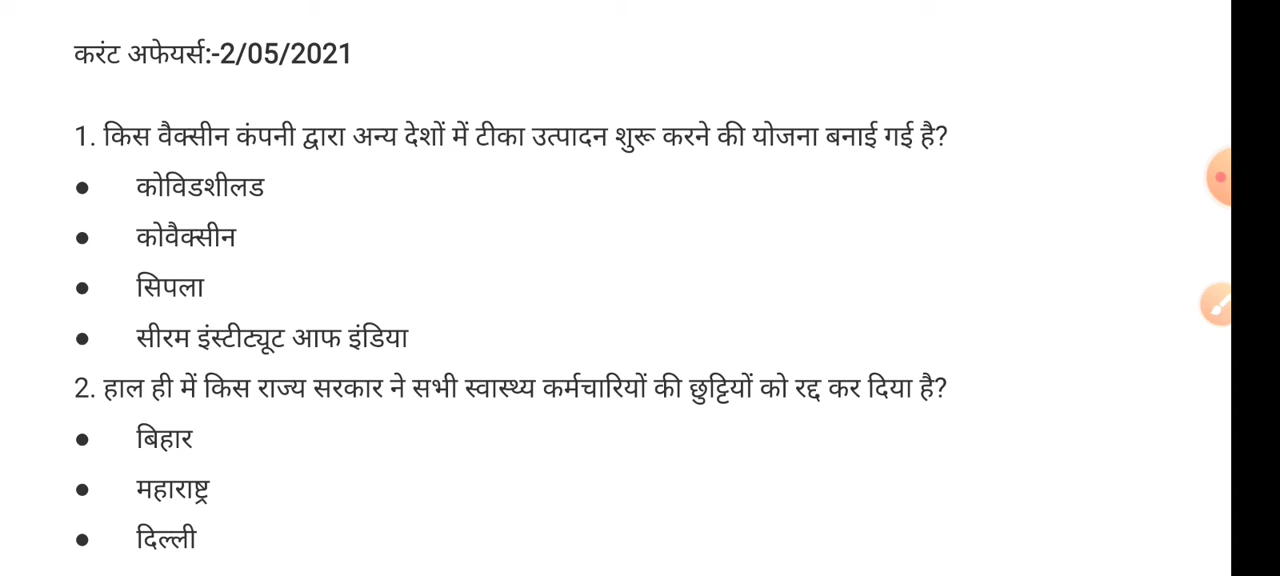 करंट अफेयर्स:-2/05/2021
1. किस वैक्सीन कंपनी द्वारा अन्य देशों में टीका उत्पादन शुरू करने की योजना बनाई गई है?
● कोविडशीलड
● कोवैक्सीन
● सिपला
● सीरम इंस्टीट्यूट आफ इंडिया
2. हाल ही में किस राज्य सरकार ने सभी स्वास्थ्य कर्मचारियों की छुट्टियों को रद्द कर दिया है?
● बिहार
● महाराष्ट्र
● दिल्ली